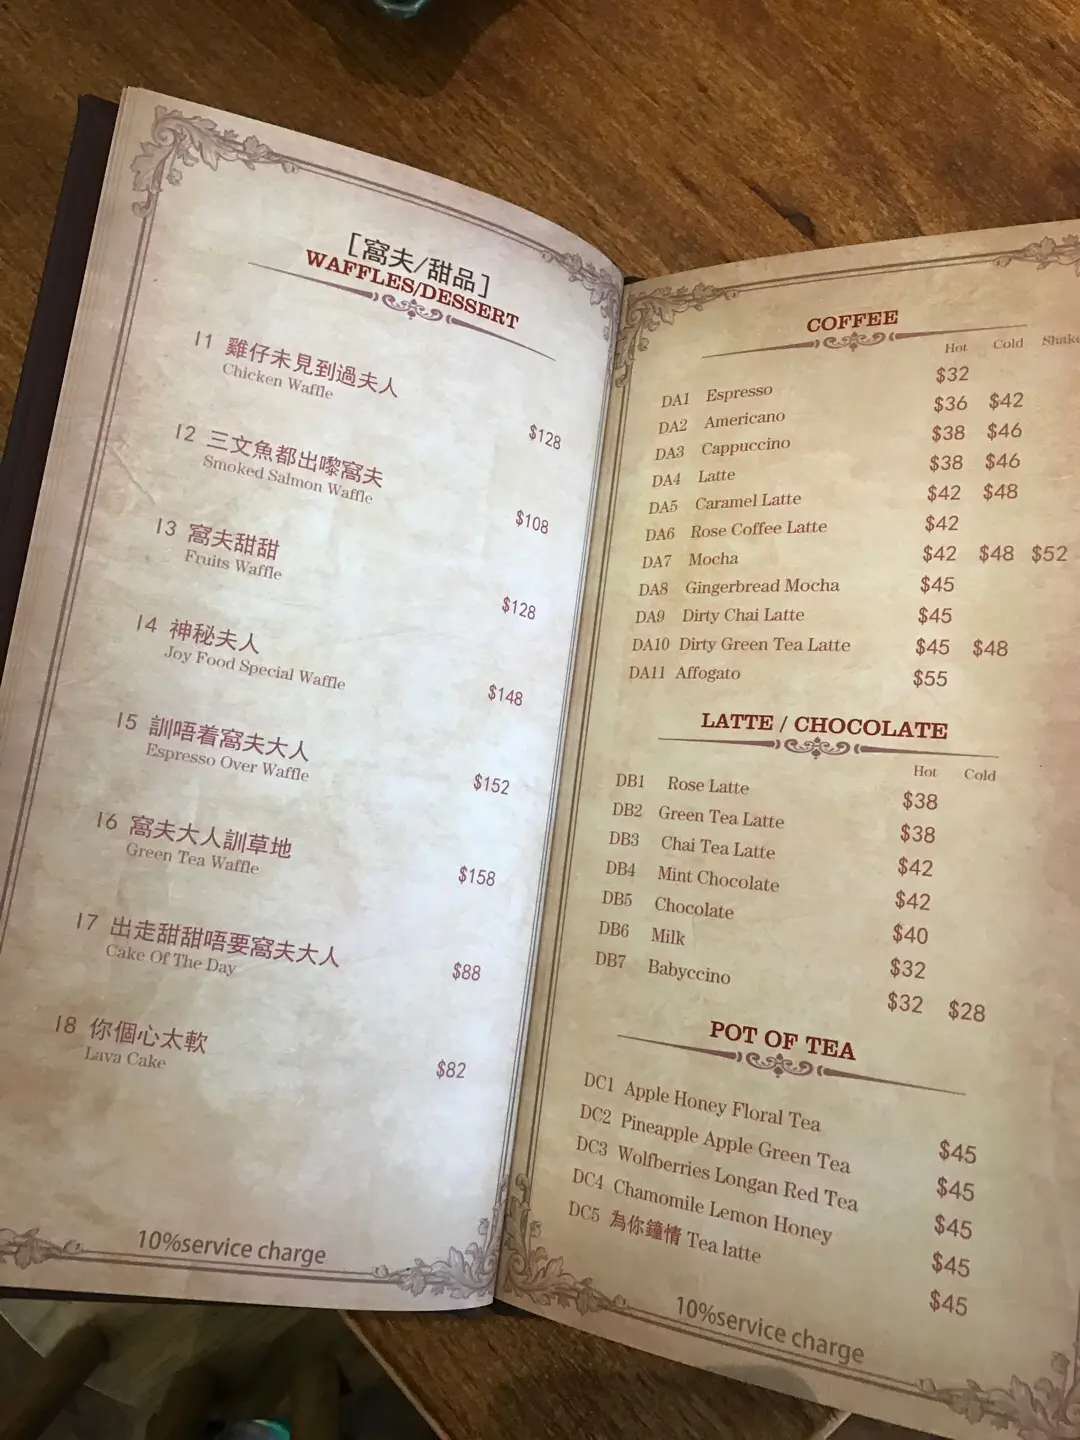 [窩夫/甜品]
WAFFLES/DESSERT
I1 雞仔未見到過夫人
Chicken Waffle
$128
I2 三文魚都出嚟窩夫
Smoked Salmon Waffle
$108
I3 窩夫甜甜
Fruits Waffle
$128
I4 神秘夫人
Joy Food Special Waffle
$148
I5 訓唔着窩夫大人
Espresso Over Waffle
$152
I6 窩夫大人訓草地
Green Tea Waffle
$158
I7 出走甜甜唔要窩夫大人
Cake Of The Day
$88
I8 你個心太軟
Lava Cake
$82
10%service charge
COFFEE
Hot Cold Shake
DA1 Espresso $32
DA2 Americano $36 $42
DA3 Cappuccino $38 $46
DA4 Latte $38 $46
DA5 Caramel Latte $42 $48
DA6 Rose Coffee Latte $42
DA7 Mocha $42 $48 $52
DA8 Gingerbread Mocha $45
DA9 Dirty Chai Latte $45
DA10 Dirty Green Tea Latte $45 $48
DA11 Affogato $55
LATTE / CHOCOLATE
Hot Cold
DB1 Rose Latte $38
DB2 Green Tea Latte $38
DB3 Chai Tea Latte $42
DB4 Mint Chocolate $42
DB5 Chocolate $40
DB6 Milk $32
DB7 Babyccino $32 $28
POT OF TEA
DC1 Apple Honey Floral Tea $45
DC2 Pineapple Apple Green Tea $45
DC3 Wolfberries Longan Red Tea $45
DC4 Chamomile Lemon Honey $45
DC5 為你鐘情 Tea latte $45
10%service charge